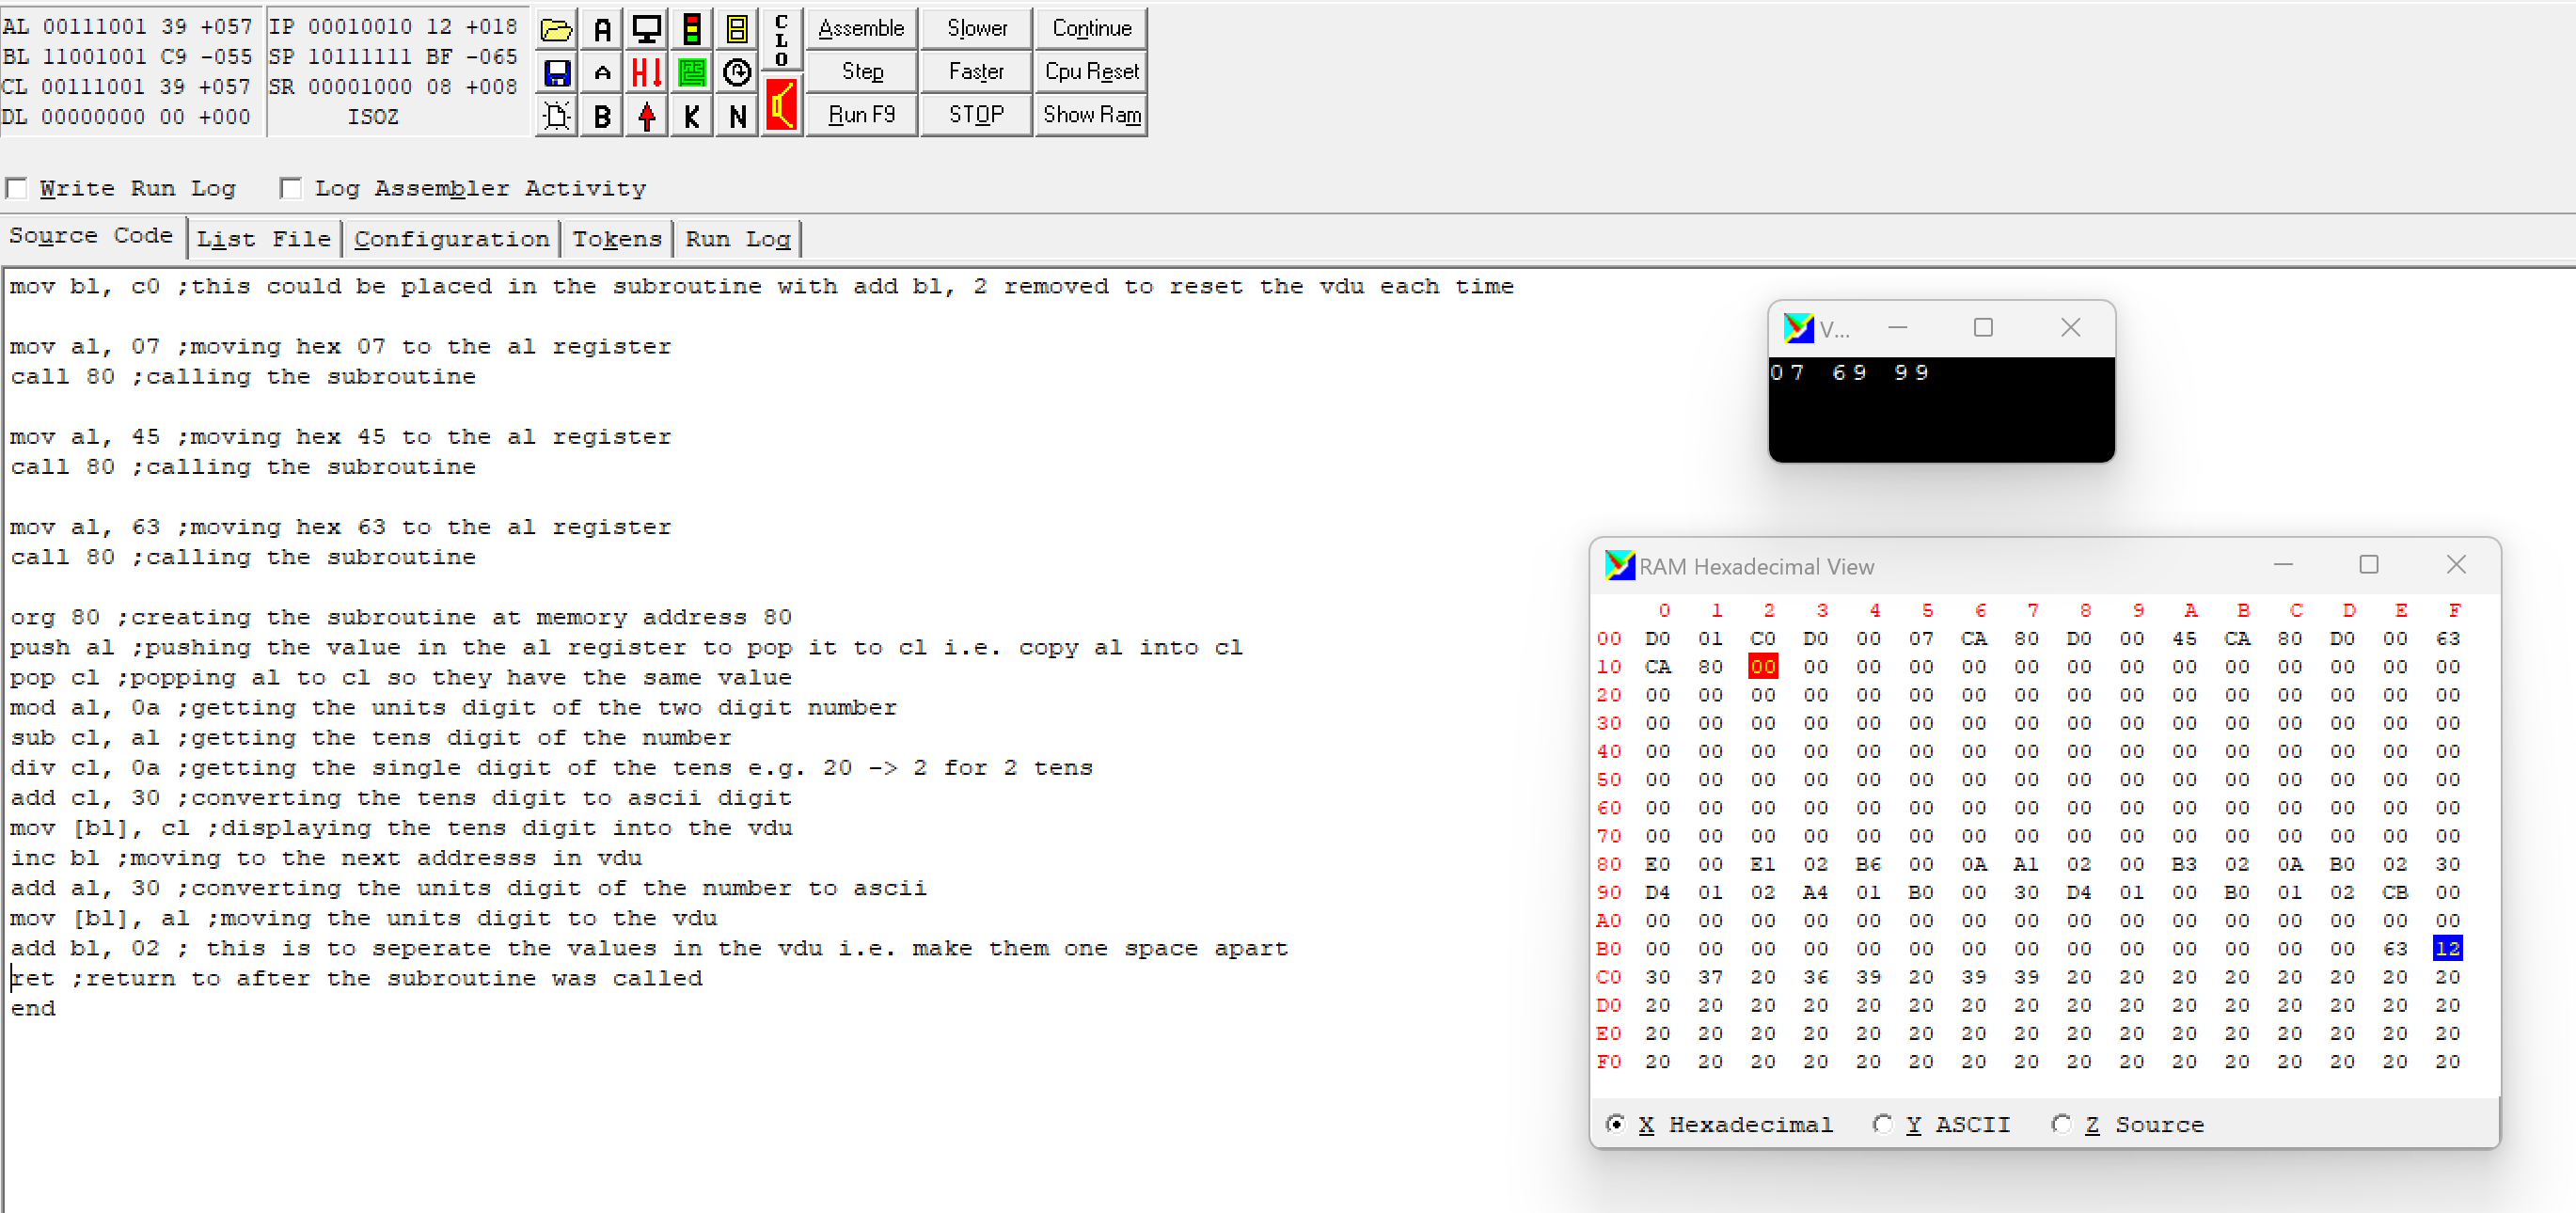 AL 00111001 39 +057 IP 00010010 12 +018
BL 11001001 C9 -055 SP 10111111 BF -065
CL 00111001 39 +057 SR 00001000 08 +008
DL 00000000 00 +000 ISOZ
A
A
B
H
K
N
CLO
Assemble Slower Continue
Step Faster Cpu Reset
Run F9 STOP Show Ram
Write Run Log Log Assembler Activity
Source Code List File Configuration Tokens Run Log
mov bl, c0 ;this could be placed in the subroutine with add bl, 2 removed to reset the vdu each time
mov al, 07 ;moving hex 07 to the al register
call 80 ;calling the subroutine
mov al, 45 ;moving hex 45 to the al register
call 80 ;calling the subroutine
mov al, 63 ;moving hex 63 to the al register
call 80 ;calling the subroutine
org 80 ;creating the subroutine at memory address 80
push al ;pushing the value in the al register to pop it to cl i.e. copy al into cl
pop cl ;popping al to cl so they have the same value
mod al, 0a ;getting the units digit of the two digit number
sub cl, al ;getting the tens digit of the number
div cl, 0a ;getting the single digit of the tens e.g. 20 -> 2 for 2 tens
add cl, 30 ;converting the tens digit to ascii digit
mov [bl], cl ;displaying the tens digit into the vdu
inc bl ;moving to the next addresss in vdu
add al, 30 ;converting the units digit of the number to ascii
mov [bl], al ;moving the units digit to the vdu
add bl, 02 ; this is to seperate the values in the vdu i.e. make them one space apart
ret ;return to after the subroutine was called
end
V...
07 69 99
RAM Hexadecimal View
0 1 2 3 4 5 6 7 8 9 A B C D E F
00 D0 01 C0 D0 00 07 CA 80 D0 00 45 CA 80 D0 00 63
10 CA 80 00 00 00 00 00 00 00 00 00 00 00 00 00 00
20 00 00 00 00 00 00 00 00 00 00 00 00 00 00 00 00
30 00 00 00 00 00 00 00 00 00 00 00 00 00 00 00 00
40 00 00 00 00 00 00 00 00 00 00 00 00 00 00 00 00
50 00 00 00 00 00 00 00 00 00 00 00 00 00 00 00 00
60 00 00 00 00 00 00 00 00 00 00 00 00 00 00 00 00
70 00 00 00 00 00 00 00 00 00 00 00 00 00 00 00 00
80 E0 00 E1 02 B6 00 0A A1 02 00 B3 02 0A B0 02 30
90 D4 01 02 A4 01 B0 00 30 D4 01 00 B0 01 02 CB 00
A0 00 00 00 00 00 00 00 00 00 00 00 00 00 00 00 00
B0 00 00 00 00 00 00 00 00 00 00 00 00 00 00 63 12
C0 30 37 20 36 39 20 39 39 20 20 20 20 20 20 20 20
D0 20 20 20 20 20 20 20 20 20 20 20 20 20 20 20 20
E0 20 20 20 20 20 20 20 20 20 20 20 20 20 20 20 20
F0 20 20 20 20 20 20 20 20 20 20 20 20 20 20 20 20
X Hexadecimal Y ASCII Z Source